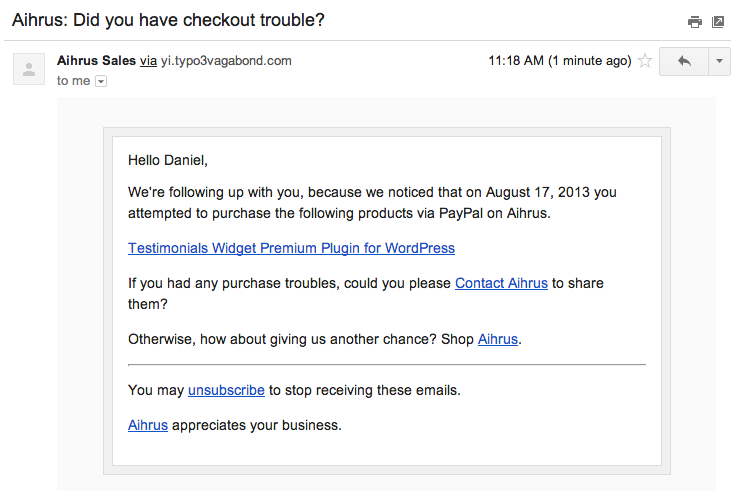 Aihrus: Did you have checkout trouble?
Aihrus Sales via yi.typo3vagabond.com 11:18 AM (1 minute ago)
to me
Hello Daniel,
We're following up with you, because we noticed that on August 17, 2013 you
attempted to purchase the following products via PayPal on Aihrus.
Testimonials Widget Premium Plugin for WordPress
If you had any purchase troubles, could you please Contact Aihrus to share
them?
Otherwise, how about giving us another chance? Shop Aihrus.
You may unsubscribe to stop receiving these emails.
Aihrus appreciates your business.